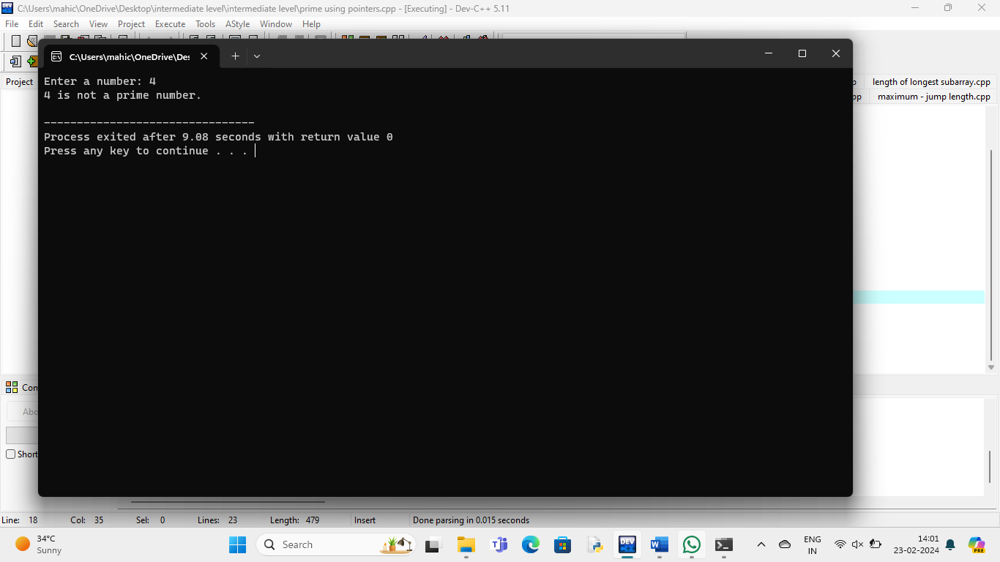 C:\Users\mahic\OneDrive\Desktop\intermediate level\intermediate level\prime using pointers.cpp - [Executing] - Dev-C++ 5.11
File Edit Search View Project Execute Tools AStyle Window Help
C:\Users\mahic\OneDrive\Des
Project
length of longest subarray.cpp
maximum - jump length.cpp
Enter a number: 4
4 is not a prime number.
--------------------------------
Process exited after 9.08 seconds with return value 0
Press any key to continue . . .
Con
Abo
Short
Line: 18 Col: 35 Sel: 0 Lines: 23 Length: 479 Insert Done parsing in 0.015 seconds
34°C
Sunny
Search
DEV
PRE
ENG
IN
14:01
23-02-2024